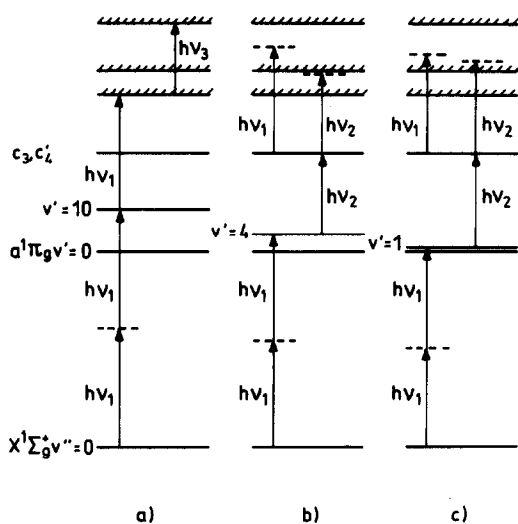 hν₃
hν₁ hν₂ hν₁ hν₂
c₃,c₄′
hν₁ hν₂ hν₂
v′=10
v′=4 v′=1
a¹πg v′=0
hν₁ hν₁ hν₁
hν₁ hν₁ hν₁
X¹Σg⁺v″=0
a) b) c)